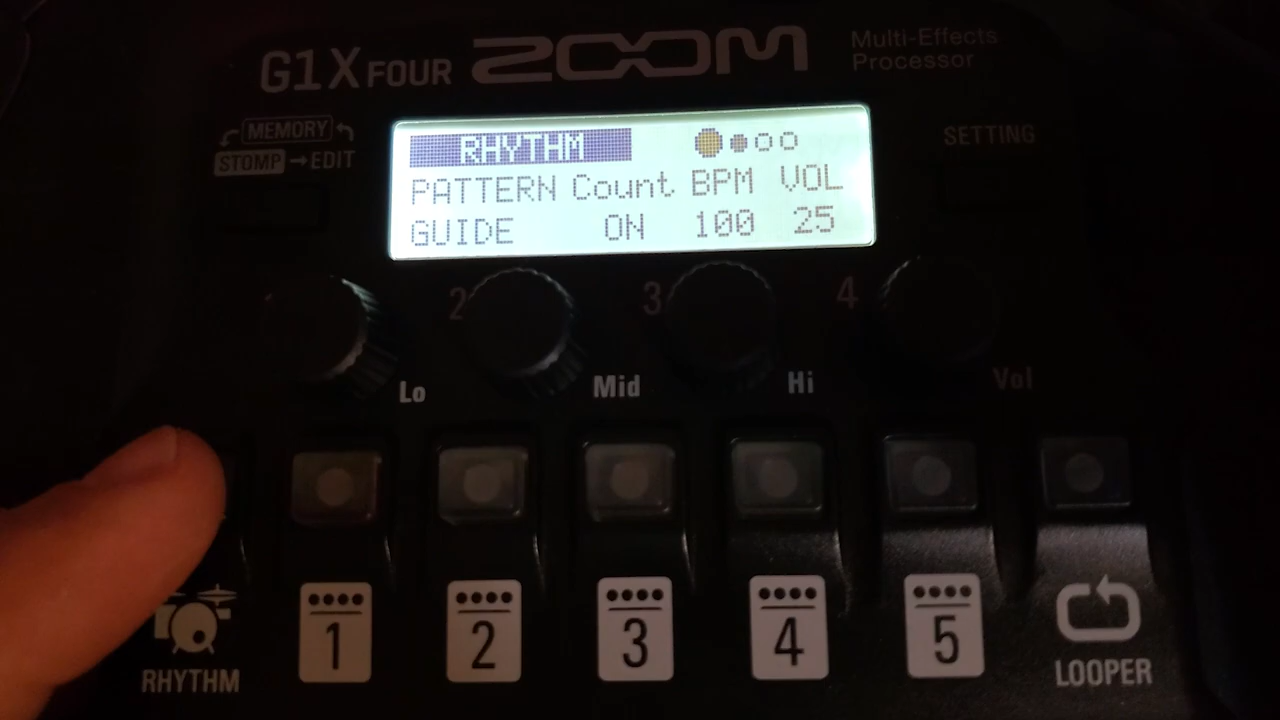 G1X FOUR ZOOM Multi-Effects
Processor
MEMORY
STOMP → EDIT
SETTING
RHYTHM
PATTERN Count BPM VOL
GUIDE ON 100 25
2 3 4
Lo Mid Hi Vol
1 2 3 4 5
RHYTHM LOOPER